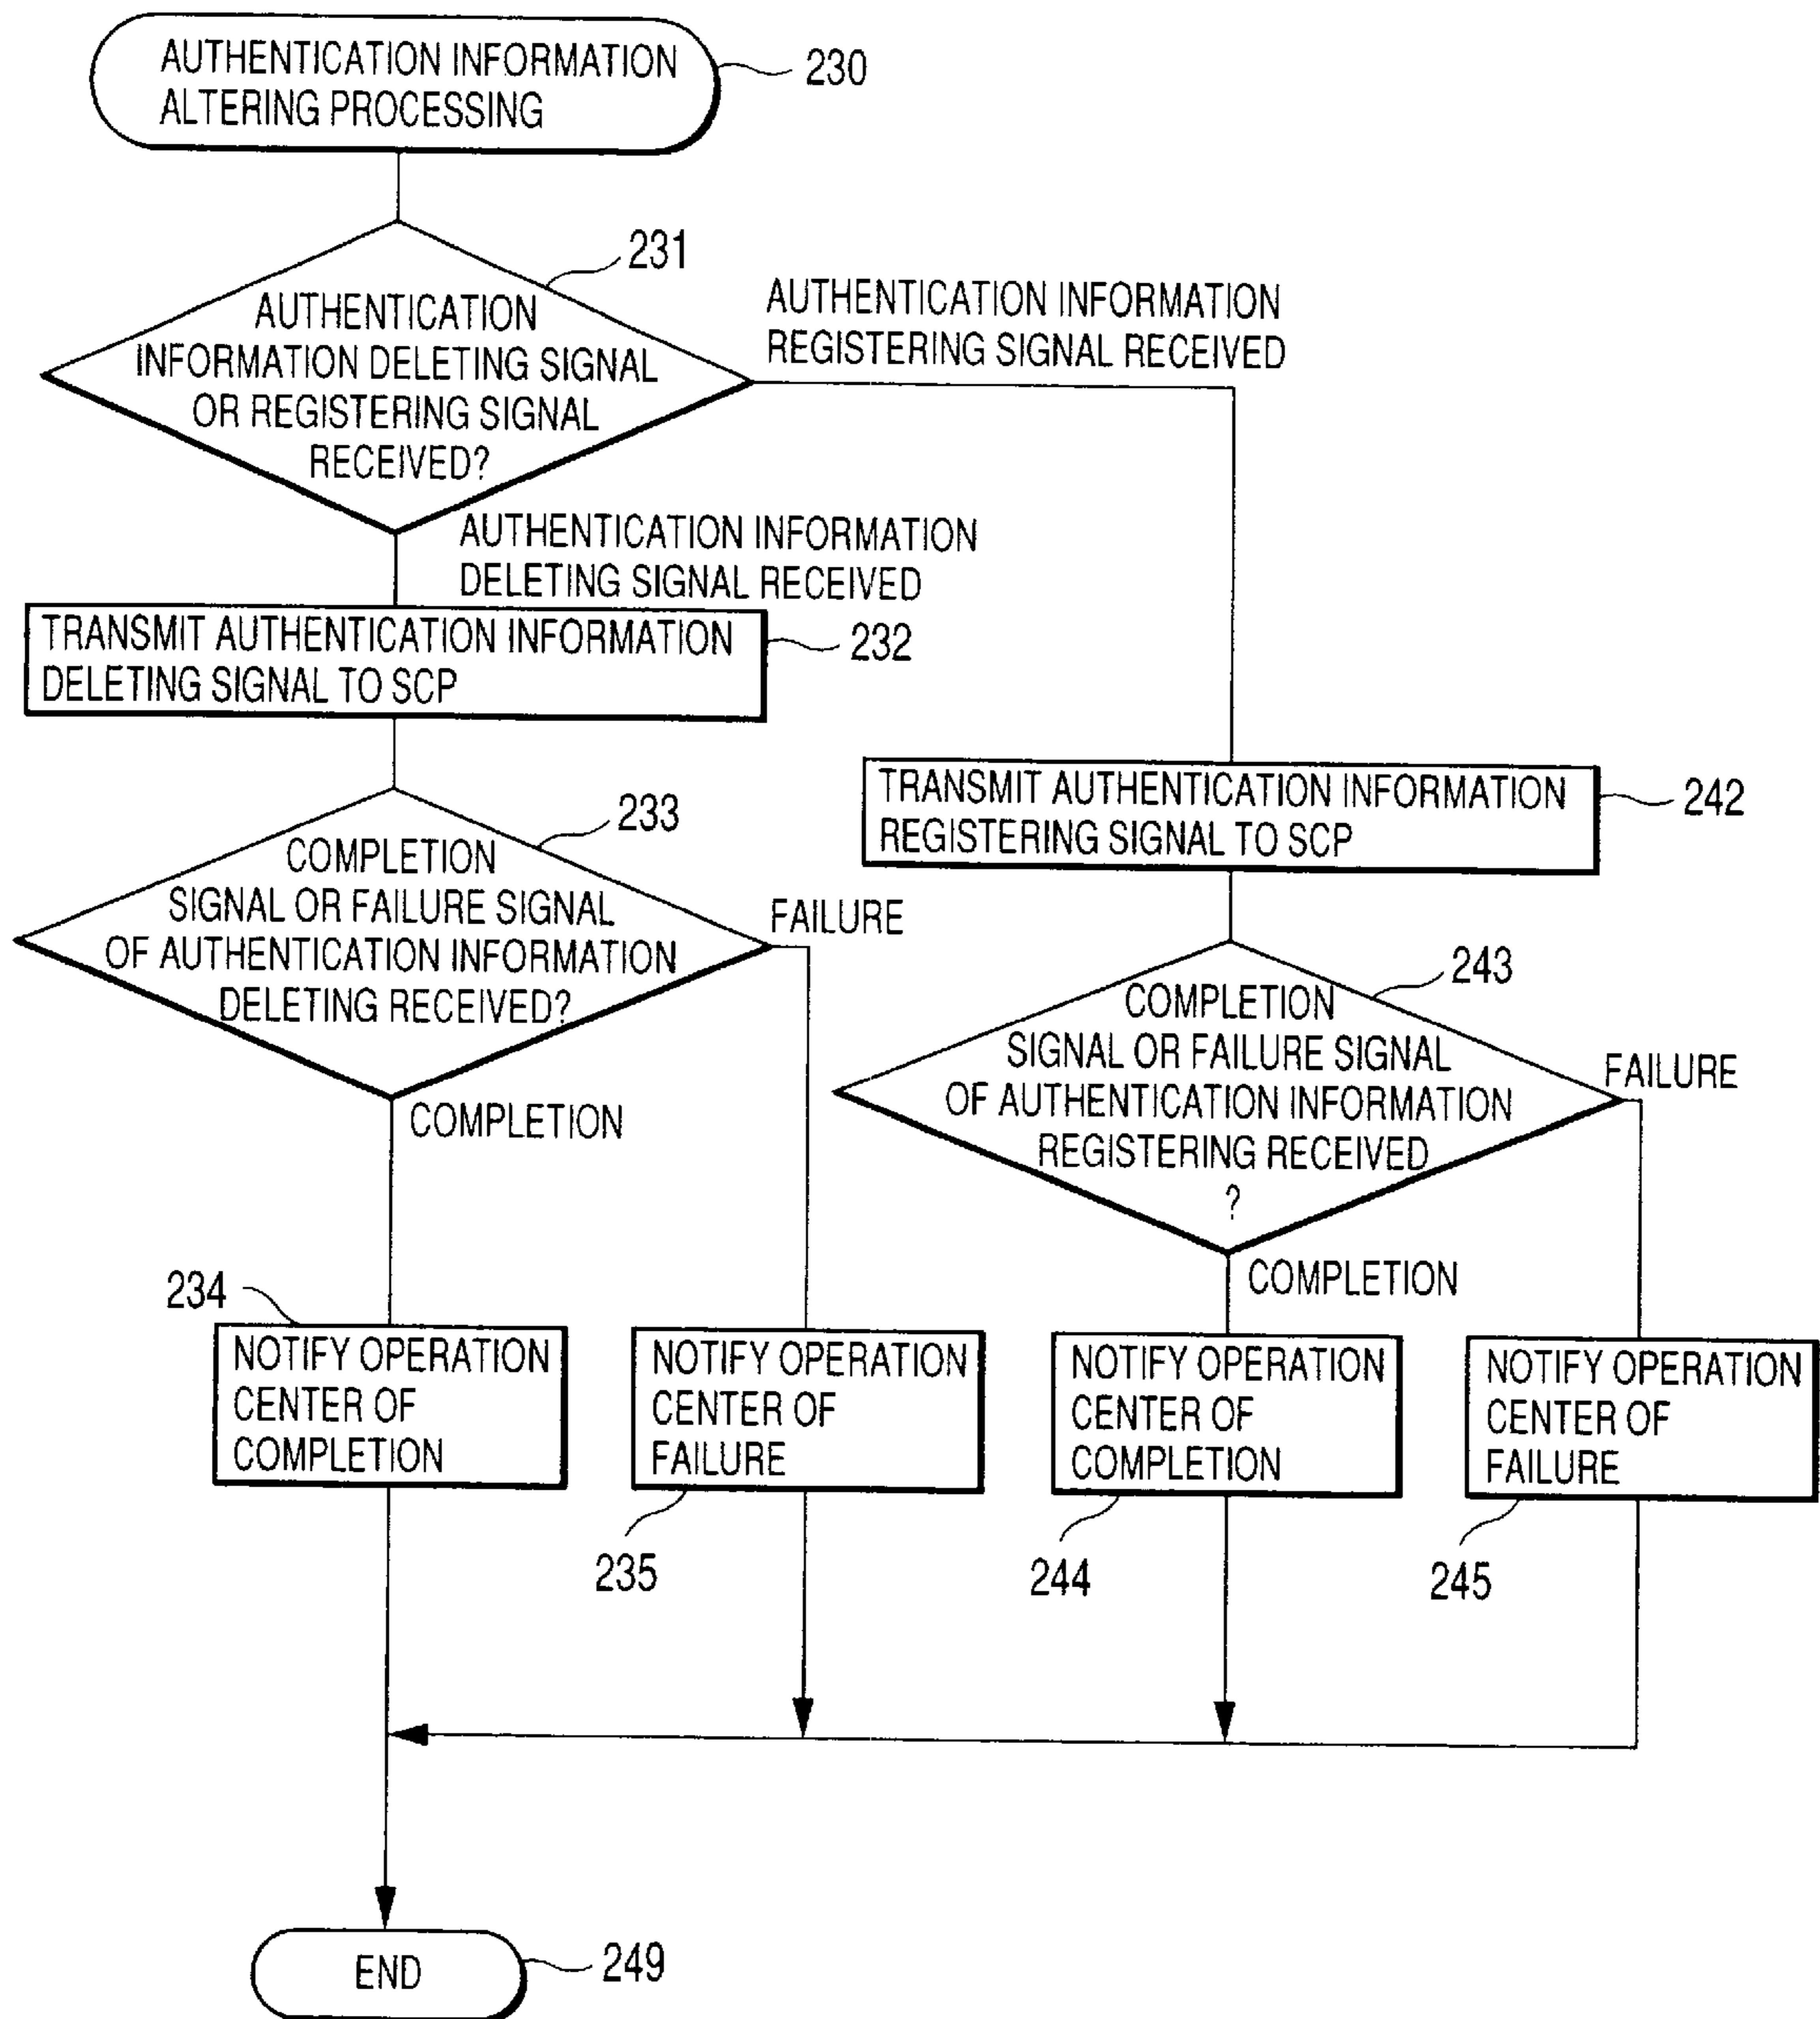 AUTHENTICATION INFORMATION
ALTERING PROCESSING
230
231
AUTHENTICATION
INFORMATION DELETING SIGNAL
OR REGISTERING SIGNAL
RECEIVED?
AUTHENTICATION INFORMATION
REGISTERING SIGNAL RECEIVED
AUTHENTICATION INFORMATION
DELETING SIGNAL RECEIVED
TRANSMIT AUTHENTICATION INFORMATION
DELETING SIGNAL TO SCP
232
233
COMPLETION
SIGNAL OR FAILURE SIGNAL
OF AUTHENTICATION INFORMATION
DELETING RECEIVED?
FAILURE
COMPLETION
TRANSMIT AUTHENTICATION INFORMATION
REGISTERING SIGNAL TO SCP
242
243
COMPLETION
SIGNAL OR FAILURE SIGNAL
OF AUTHENTICATION INFORMATION
REGISTERING RECEIVED
?
FAILURE
COMPLETION
234
NOTIFY OPERATION
CENTER OF
COMPLETION
NOTIFY OPERATION
CENTER OF
FAILURE
235
NOTIFY OPERATION
CENTER OF
COMPLETION
244
NOTIFY OPERATION
CENTER OF
FAILURE
245
END
249